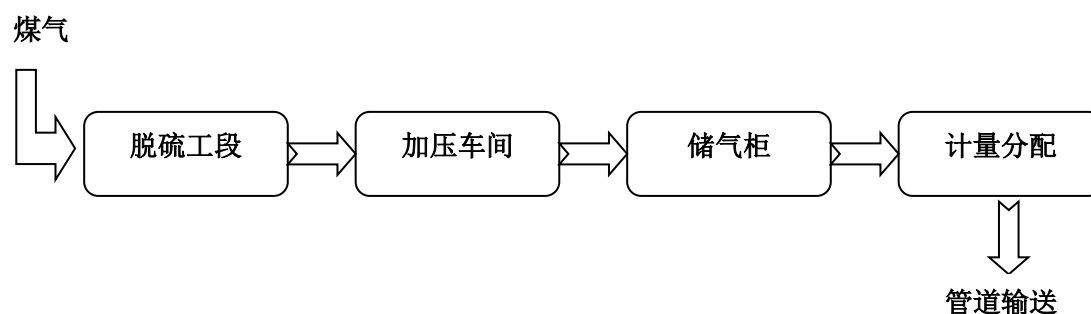 煤气
脱硫工段
加压车间
储气柜
计量分配
管道输送